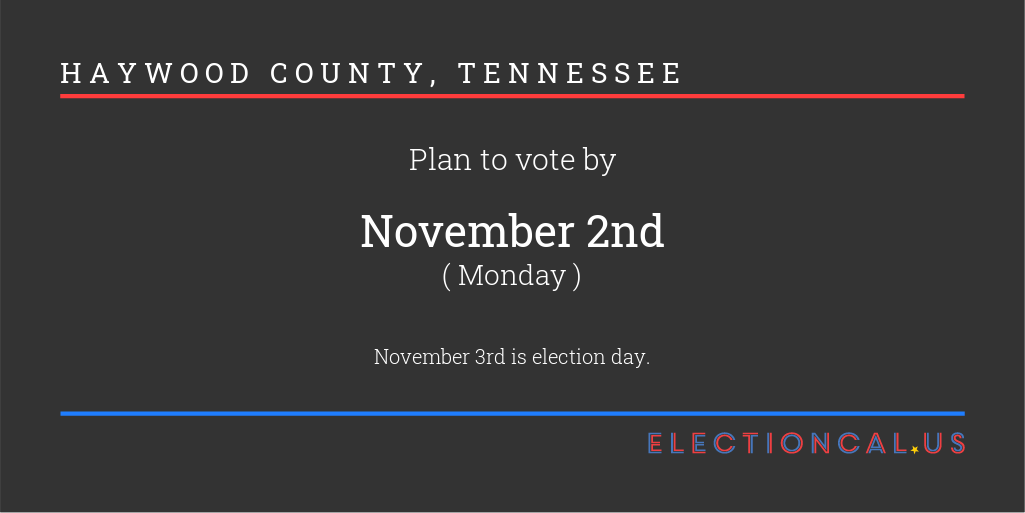 HAYWOOD COUNTY, TENNESSEE
Plan to vote by
November 2nd
( Monday )
November 3rd is election day.
ELECTIONCAL.US